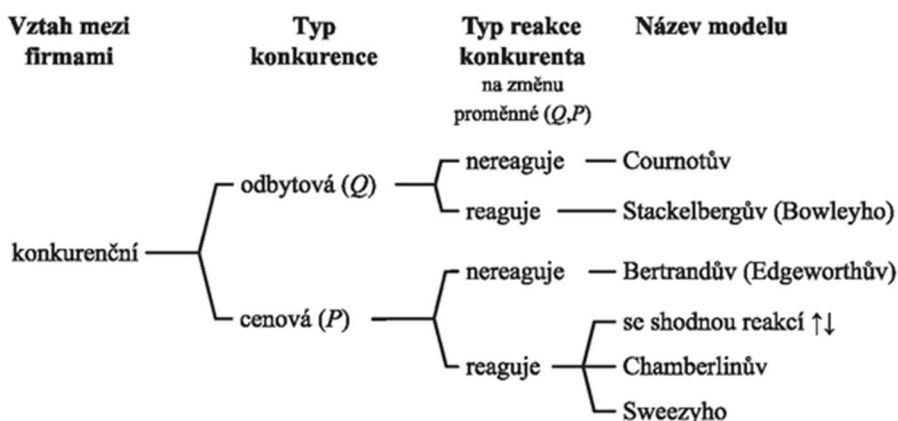 Vztah mezi firmami
Typ konkurence
Typ reakce konkurenta
na změnu
proměnné (Q,P)
Název modelu
konkurenční
odbytová (Q)
nereaguje
Cournotův
reaguje
Stackelbergův (Bowleyho)
cenová (P)
nereaguje
Bertrandův (Edgeworthův)
reaguje
se shodnou reakcí ↑↓
Chamberlinův
Sweezyho